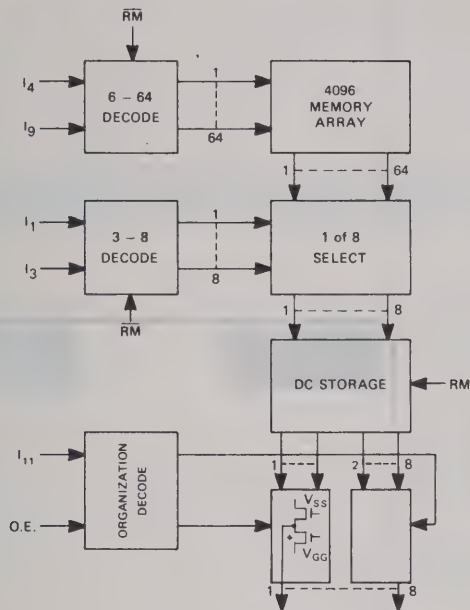 RM
I4
I9
6 – 64
DECODE
1
64
4096
MEMORY
ARRAY
1
64
I1
I3
3 – 8
DECODE
1
8
1 of 8
SELECT
RM
1
8
DC STORAGE
RM
I11
O.E.
ORGANIZATION
DECODE
1
2
8
VSS
VGG
1
8